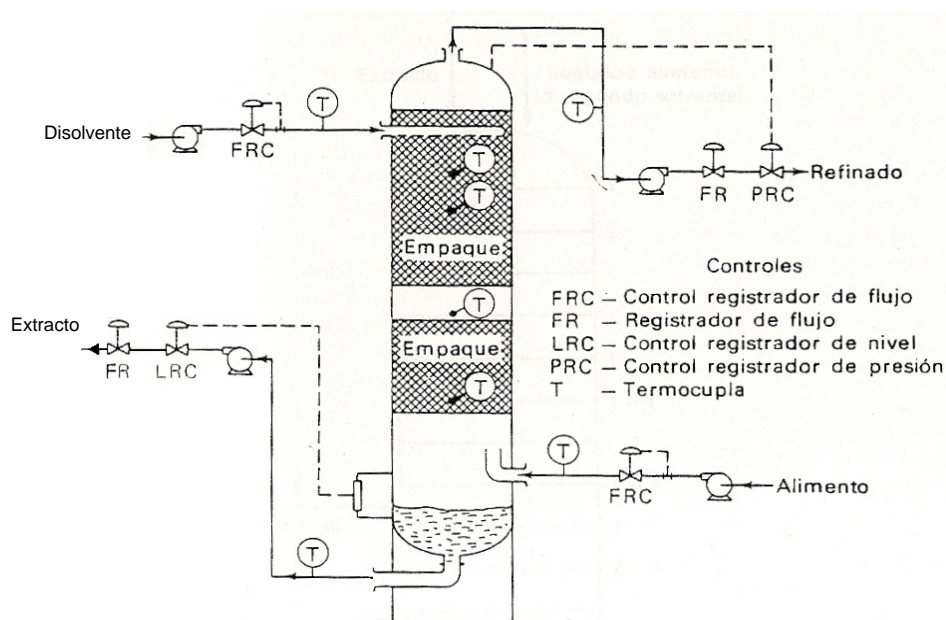 T
Disolvente
FRC
T
T
T
Refinado
FR
PRC
Empaque
Controles
T
FRC – Control registrador de flujo
FR – Registrador de flujo
LRC – Control registrador de nivel
PRC – Control registrador de presión
T – Termocupla
Extracto
Empaque
FR
LRC
T
T
FRC
Alimento
T